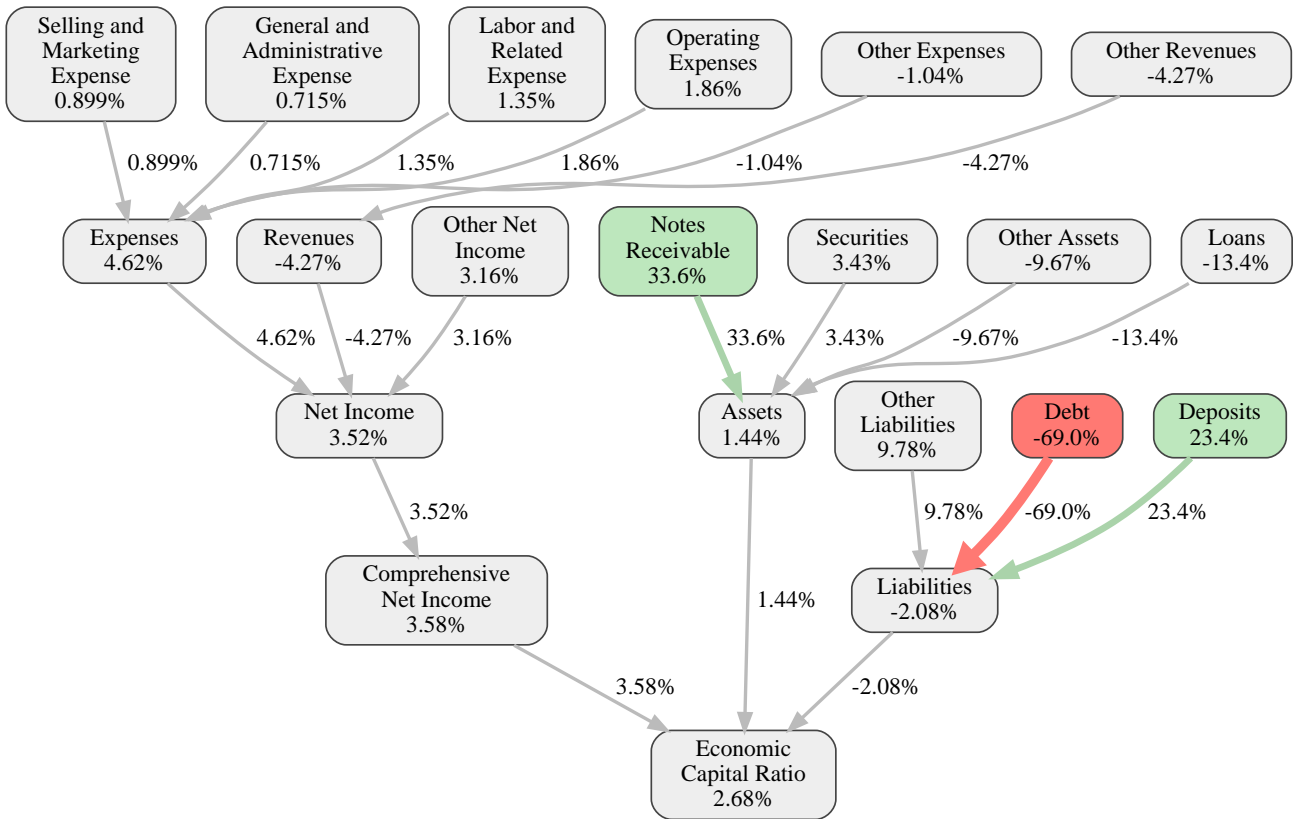 Selling and
Marketing
Expense
0.899%
General and
Administrative
Expense
0.715%
Labor and
Related
Expense
1.35%
Operating
Expenses
1.86%
Other Expenses
-1.04%
Other Revenues
-4.27%
0.899%
0.715%
1.35%
1.86%
-1.04%
-4.27%
Expenses
4.62%
Revenues
-4.27%
Other Net
Income
3.16%
Notes
Receivable
33.6%
Securities
3.43%
Other Assets
-9.67%
Loans
-13.4%
4.62%
-4.27%
3.16%
33.6%
3.43%
-9.67%
-13.4%
Net Income
3.52%
Assets
1.44%
Other
Liabilities
9.78%
Debt
-69.0%
Deposits
23.4%
3.52%
9.78%
-69.0%
23.4%
Comprehensive
Net Income
3.58%
1.44%
Liabilities
-2.08%
3.58%
-2.08%
Economic
Capital Ratio
2.68%